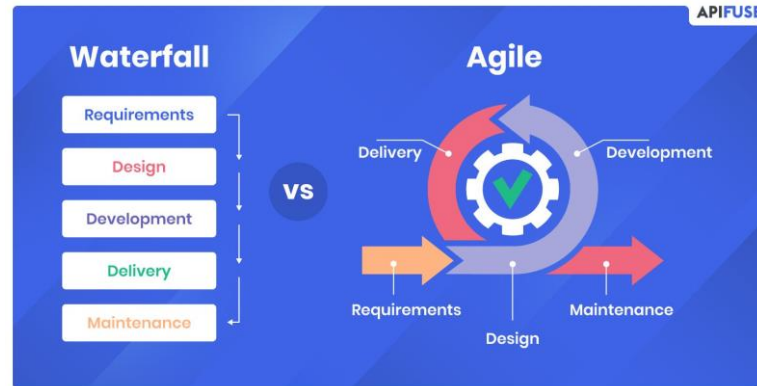 APIFUSE
Waterfall
Requirements
Design
Development
Delivery
Maintenance
vs
Agile
Delivery
Development
Requirements
Design
Maintenance